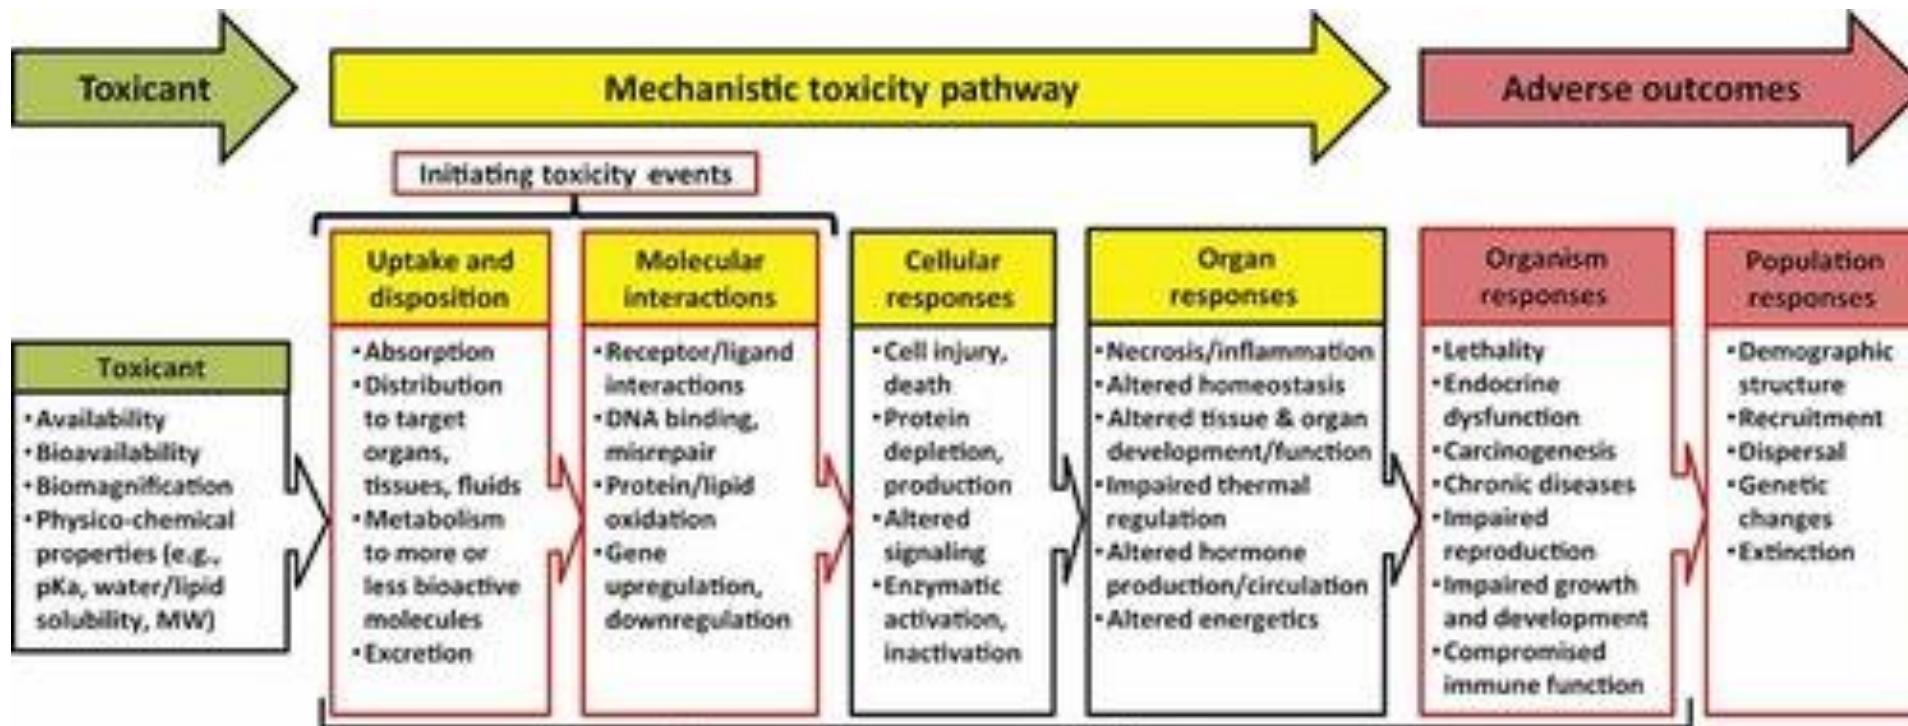 Toxicant
Mechanistic toxicity pathway
Adverse outcomes
Initiating toxicity events
Toxicant
•Availability
•Bioavailability
•Biomagnification
•Physico-chemical
properties (e.g.,
pKa, water/lipid
solubility, MW)
Uptake and
disposition
•Absorption
•Distribution
to target
organs,
tissues, fluids
•Metabolism
to more or
less bioactive
molecules
•Excretion
Molecular
interactions
•Receptor/ligand
interactions
•DNA binding,
misrepair
•Protein/lipid
oxidation
•Gene
upregulation,
downregulation
Cellular
responses
•Cell injury,
death
•Protein
depletion,
production
•Altered
signaling
•Enzymatic
activation,
inactivation
Organ
responses
•Necrosis/inflammation
•Altered homeostasis
•Altered tissue & organ
development/function
•Impaired thermal
regulation
•Altered hormone
production/circulation
•Altered energetics
Organism
responses
•Lethality
•Endocrine
dysfunction
•Carcinogenesis
•Chronic diseases
•Impaired
reproduction
•Impaired growth
and development
•Compromised
immune function
Population
responses
•Demographic
structure
•Recruitment
•Dispersal
•Genetic
changes
•Extinction